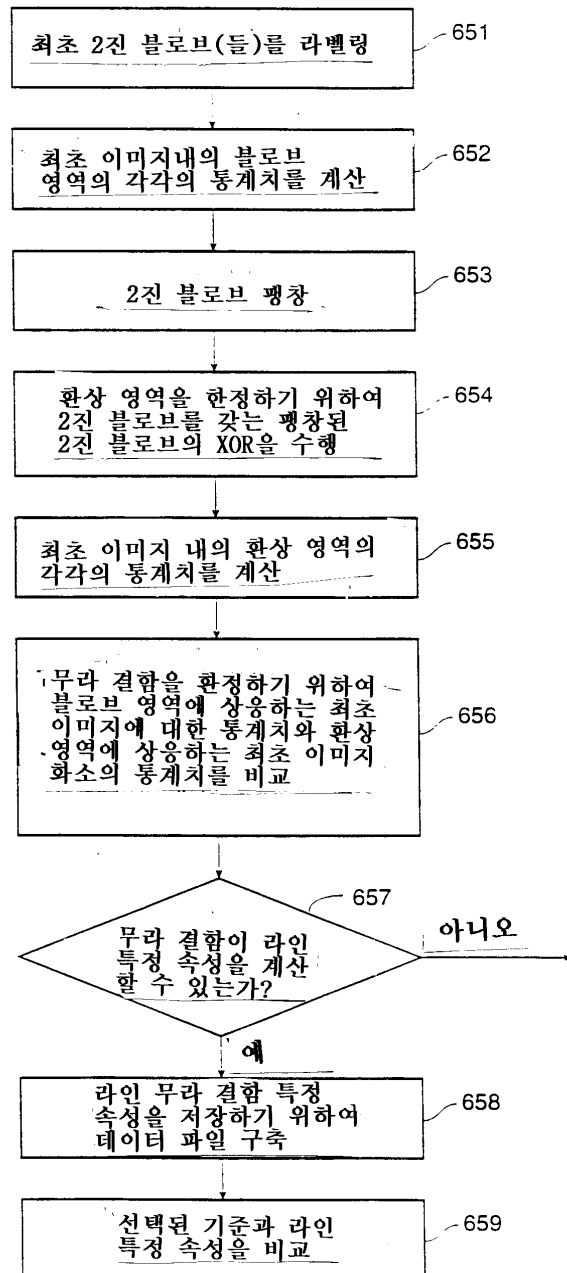 최초 2진 블로브(들)를 라벨링
651
최초 이미지내의 블로브
영역의 각각의 통계치를 계산
652
2진 블로브 팽창
653
환상 영역을 한정하기 위하여
2진 블로브를 갖는 팽창된
2진 블로브의 XOR을 수행
654
최초 이미지 내의 환상 영역의
각각의 통계치를 계산
655
무라 결함을 환정하기 위하여
블로브 영역에 상응하는 최초
이미지에 대한 통계치와 환상
영역에 상응하는 최초 이미지
화소의 통계치를 비교
656
657
무라 결함이 라인
특정 속성을 계산
할 수 있는가?
아니오
예
라인 무라 결함 특정
속성을 저장하기 위하여
데이터 파일 구축
658
선택된 기준과 라인
특정 속성을 비교
659